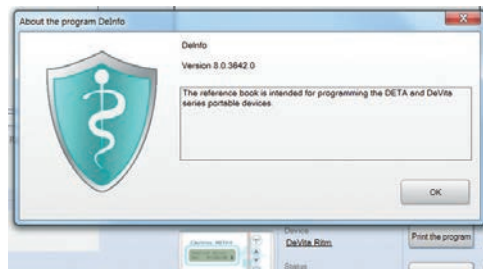 About the program DeInfo
DeInfo
Version 8.0.3642.0
The reference book is intended for programming the DETA and DeVita
series portable devices
OK
Device
DeVita Ritm
Print the program
Status